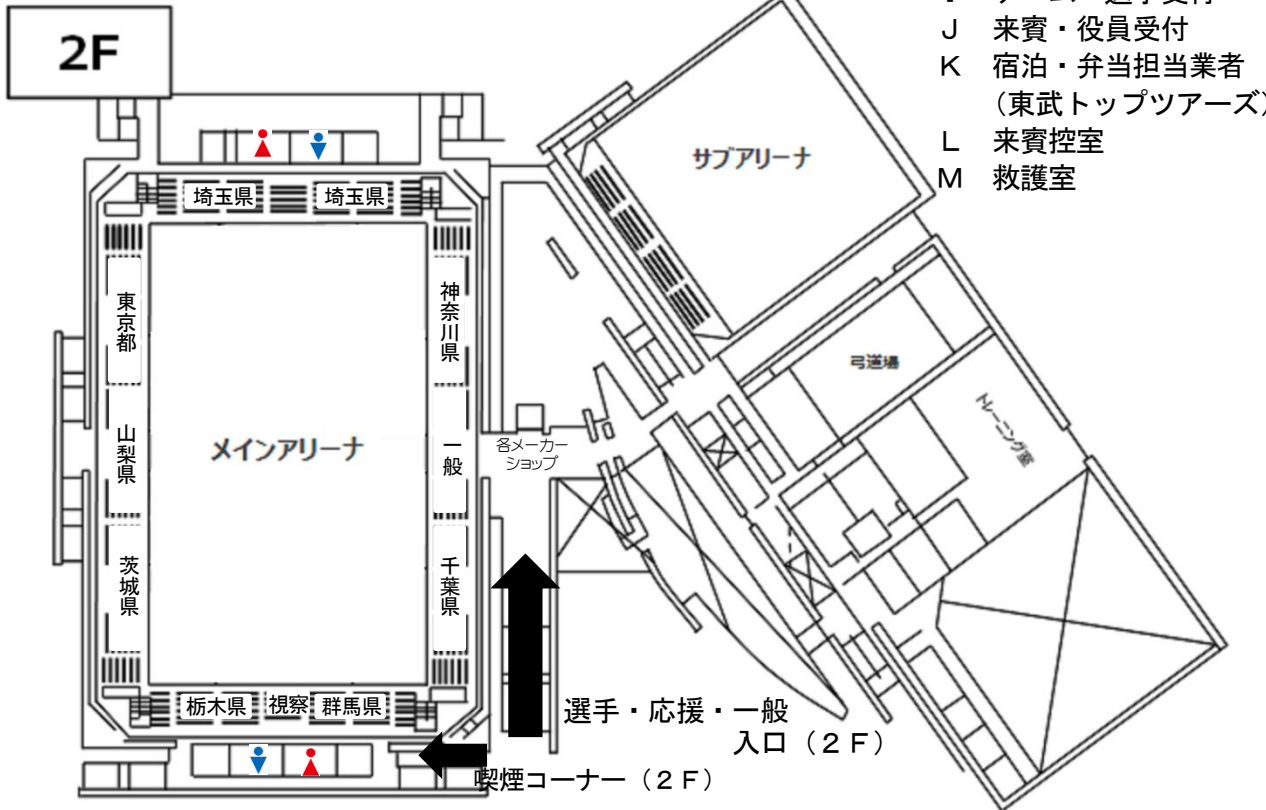 2F
J 来賓・役員受付
K 宿泊・弁当担当業者
（東武トップツアーズ）
L 来賓控室
M 救護室
サブアリーナ
埼玉県 埼玉県
東京都
神奈川県
弓道場
トレーニング室
山梨県
メインアリーナ
一般
各メーカー
ショップ
茨城県
千葉県
栃木県 視察 群馬県
選手・応援・一般
入口（２Ｆ）
喫煙コーナー（２Ｆ）